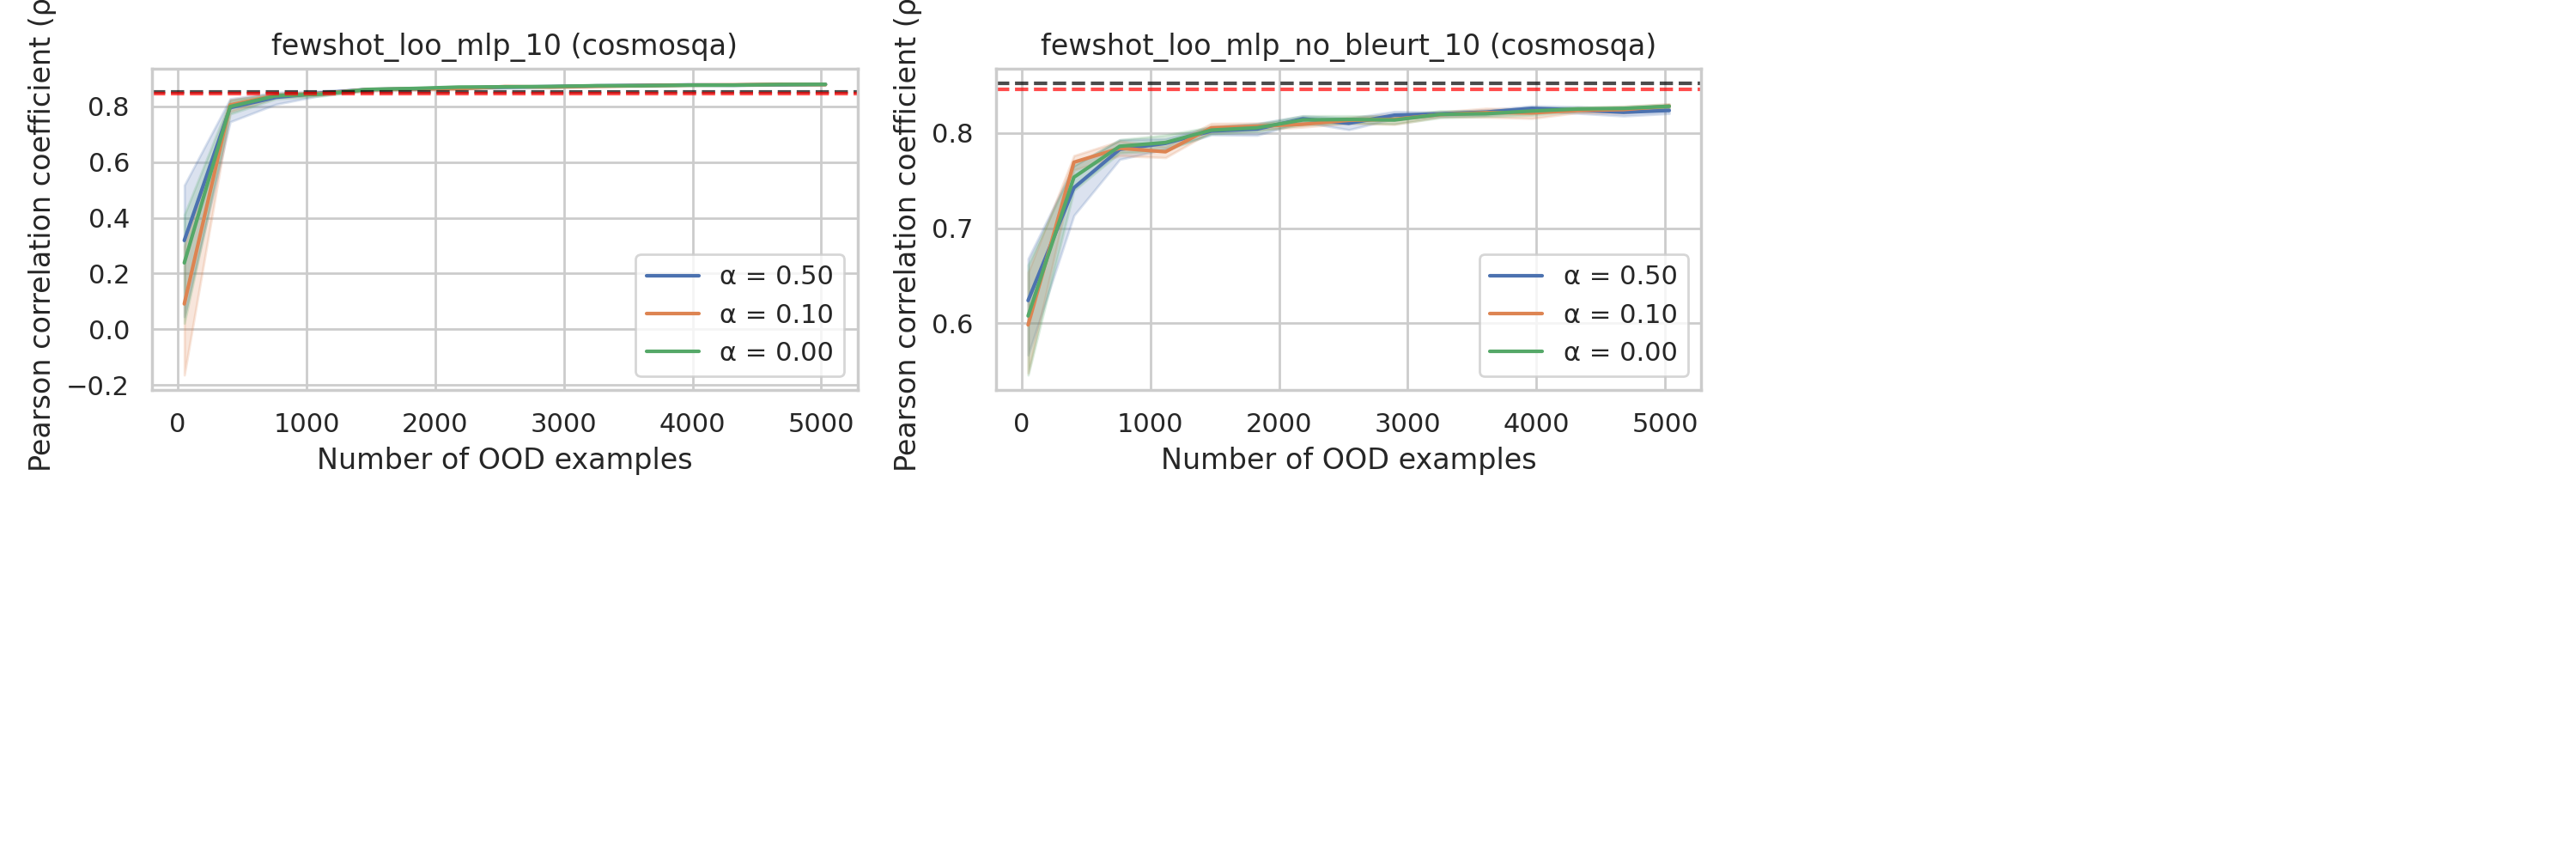 fewshot_loo_mlp_10 (cosmosqa)
Pearson correlation coefficient (ρ
0.8
0.6
0.4
0.2
0.0
−0.2
α = 0.50
α = 0.10
α = 0.00
0 1000 2000 3000 4000 5000
Number of OOD examples
fewshot_loo_mlp_no_bleurt_10 (cosmosqa)
Pearson correlation coefficient (ρ
0.8
0.7
0.6
α = 0.50
α = 0.10
α = 0.00
0 1000 2000 3000 4000 5000
Number of OOD examples